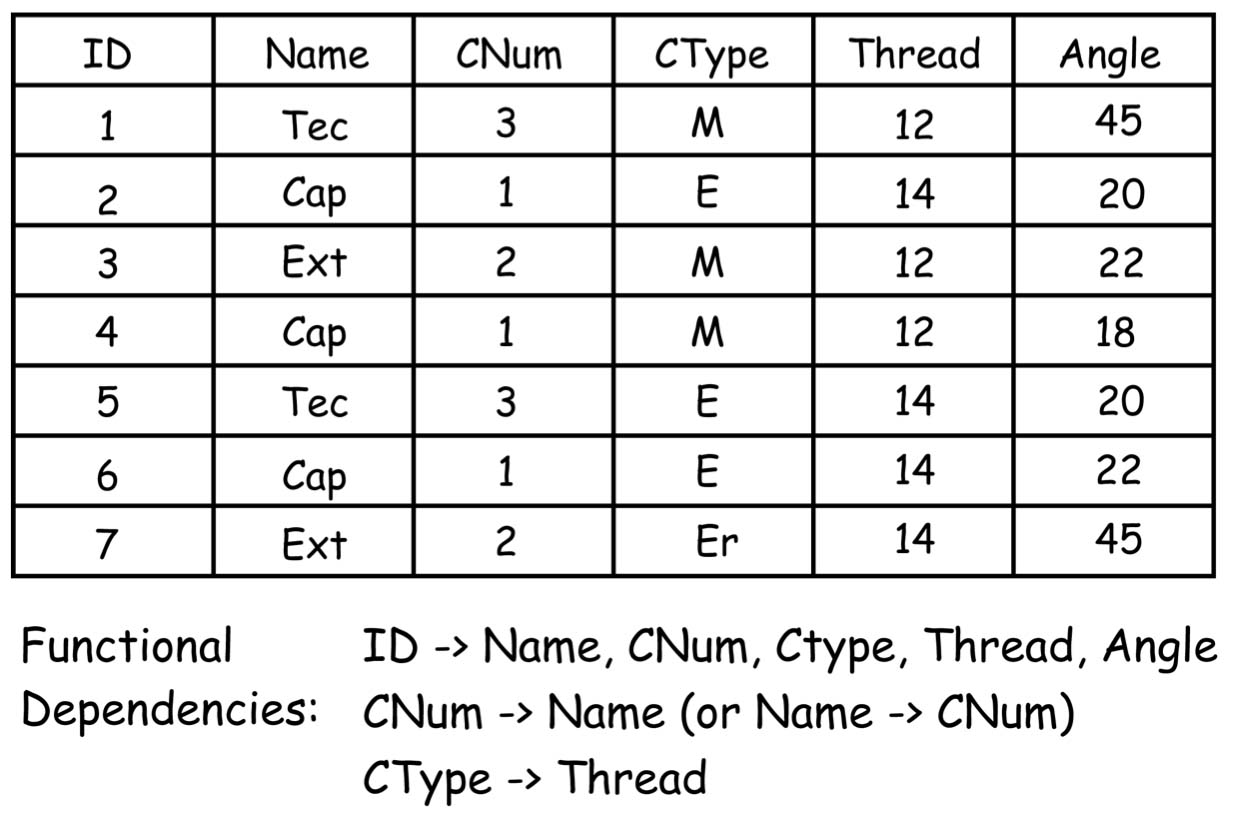 ID Name CNum CType Thread Angle
1 Tec 3 M 12 45
2 Cap 1 E 14 20
3 Ext 2 M 12 22
4 Cap 1 M 12 18
5 Tec 3 E 14 20
6 Cap 1 E 14 22
7 Ext 2 Er 14 45
Functional Dependencies:
ID -> Name, CNum, Ctype, Thread, Angle
CNum -> Name (or Name -> CNum)
CType -> Thread